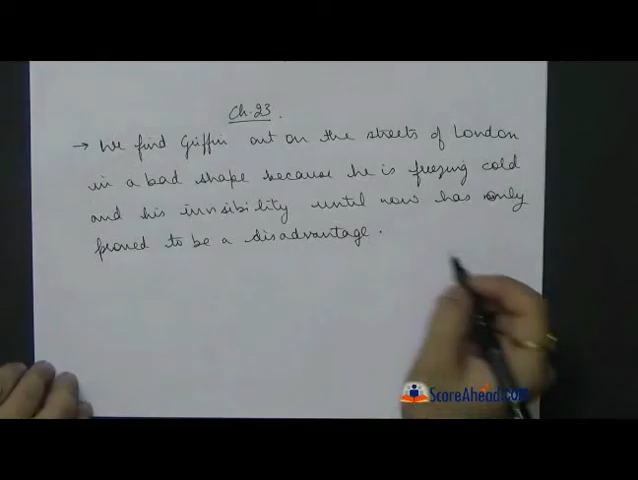 Ch-23.
→ We find Griffin out on the streets of London
in a bad shape because he is freezing cold
and his invisibility until now has only
proved to be a disadvantage.
ScoreAhead.com